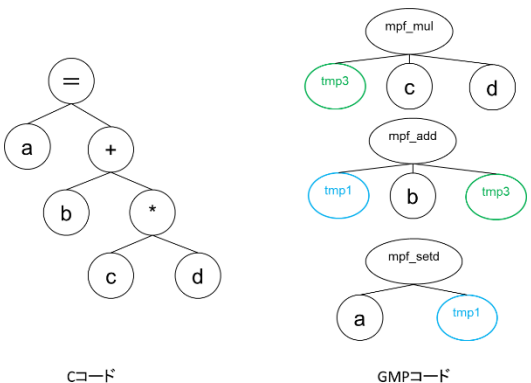 =
a
+
b
*
c
d
Cコード
mpf_mul
tmp3
c
d
mpf_add
tmp1
b
tmp3
mpf_setd
a
tmp1
GMPコード